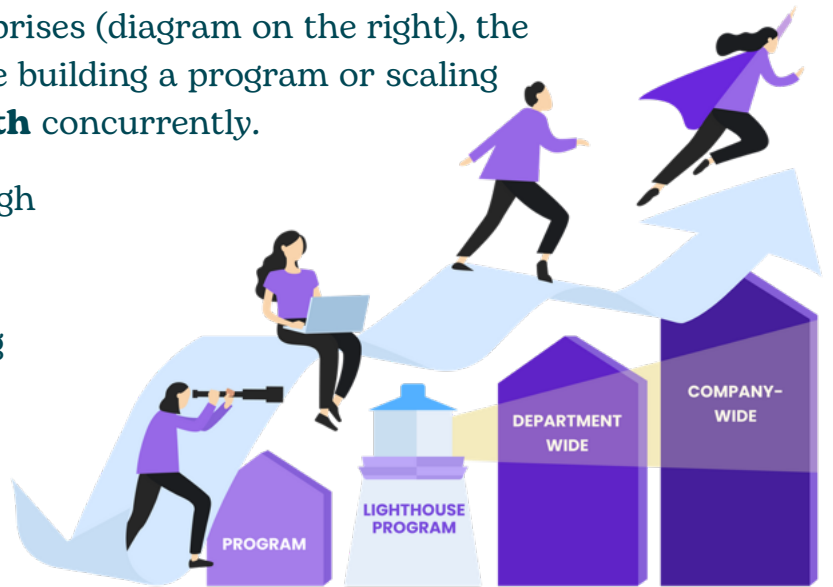 prises (diagram on the right), the
e building a program or scaling
th concurrently.
gh
g
PROGRAM
LIGHTHOUSE
PROGRAM
DEPARTMENT
WIDE
COMPANY-
WIDE